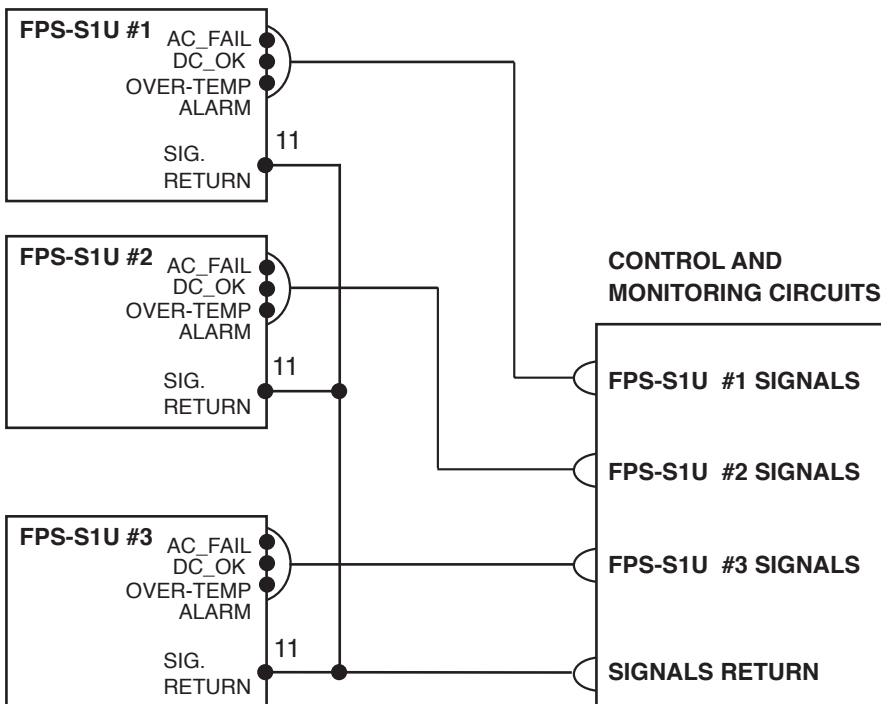 FPS-S1U #1
AC_FAIL
DC_OK
OVER-TEMP
ALARM
11
SIG.
RETURN
FPS-S1U #2
AC_FAIL
DC_OK
OVER-TEMP
ALARM
11
SIG.
RETURN
FPS-S1U #3
AC_FAIL
DC_OK
OVER-TEMP
ALARM
11
SIG.
RETURN
CONTROL AND
MONITORING CIRCUITS
FPS-S1U #1 SIGNALS
FPS-S1U #2 SIGNALS
FPS-S1U #3 SIGNALS
SIGNALS RETURN